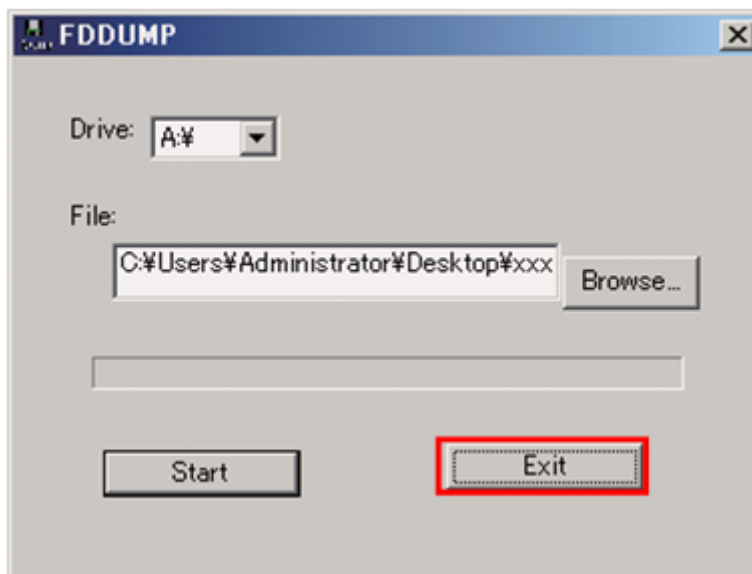 FDDUMP
Drive:
A:¥
File:
C:¥Users¥Administrator¥Desktop¥xxx
Browse...
Start
Exit